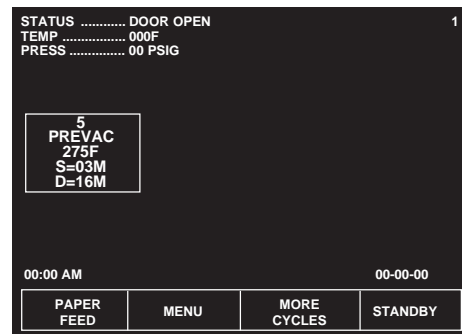 STATUS ............ DOOR OPEN 1
TEMP ................. 000F
PRESS ............... 00 PSIG
5
PREVAC
275F
S=03M
D=16M
00:00 AM 00-00-00
PAPER FEED MENU MORE CYCLES STANDBY